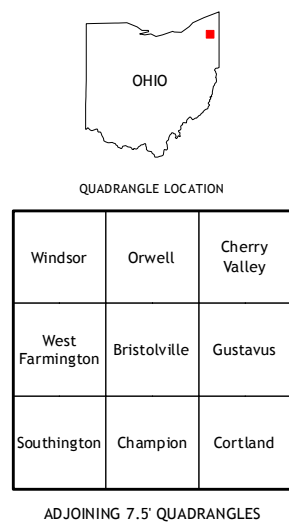 OHIO
QUADRANGLE LOCATION
Windsor
Orwell
Cherry
Valley
West
Farmington
Bristolville
Gustavus
Southington
Champion
Cortland
ADJOINING 7.5' QUADRANGLES